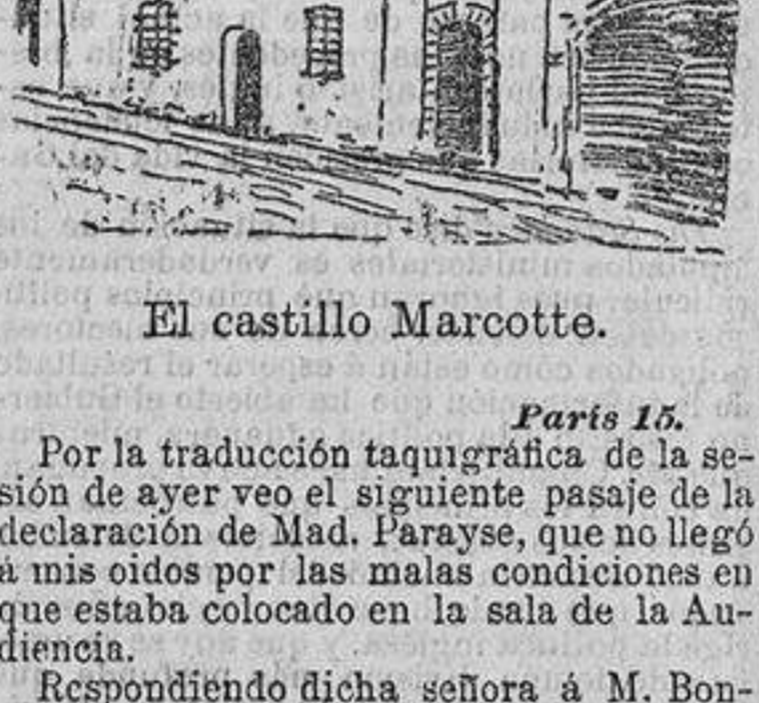 El castillo Marcotte.
París 15.
Por la traducción taquigráfica de la se-
sión de ayer veo el siguiente pasaje de la
declaración de Mad. Parayse, que no llegó
á mis oidos por las malas condiciones en
que estaba colocado en la sala de la Au-
diencia.
Respondiendo dicha señora á M. Bon-